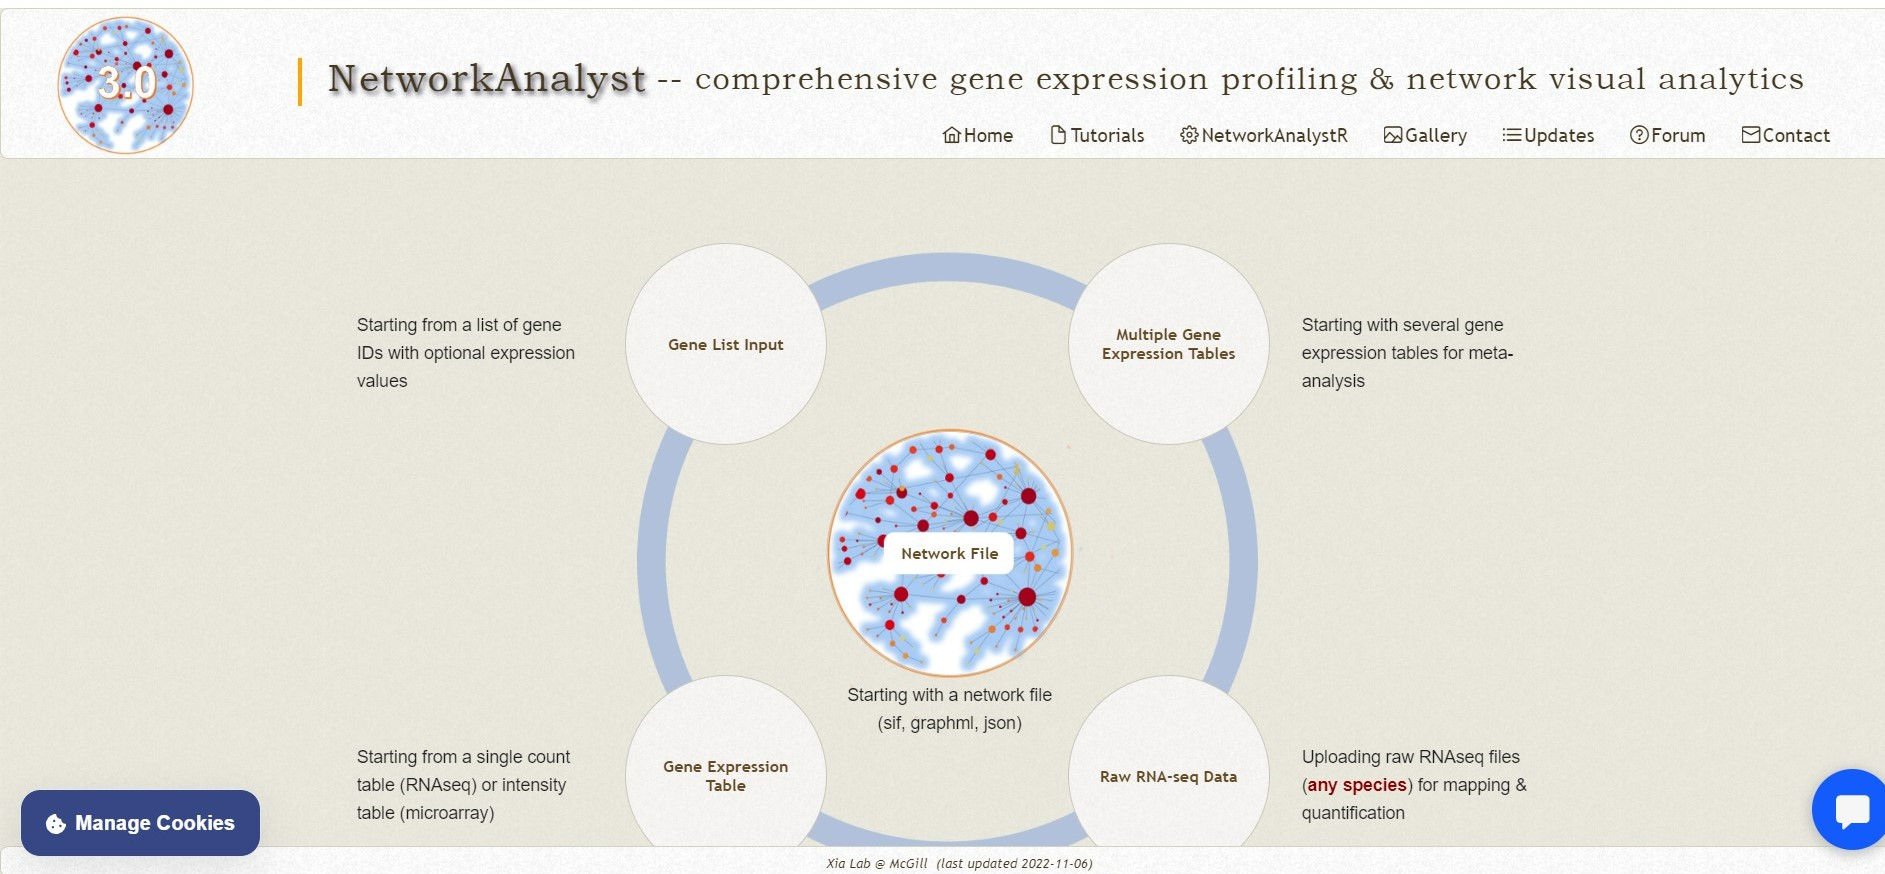 3.0
NetworkAnalyst -- comprehensive gene expression profiling & network visual analytics
Home Tutorials NetworkAnalystR Gallery Updates Forum Contact
Starting from a list of gene
IDs with optional expression
values
Gene List Input
Multiple Gene
Expression Tables
Starting with several gene
expression tables for meta-
analysis
Network File
Starting with a network file
(sif, graphml, json)
Starting from a single count
table (RNAseq) or intensity
table (microarray)
Gene Expression
Table
Raw RNA-seq Data
Uploading raw RNAseq files
(any species) for mapping &
quantification
Manage Cookies
Xia Lab @ McGill (last updated 2022-11-06)